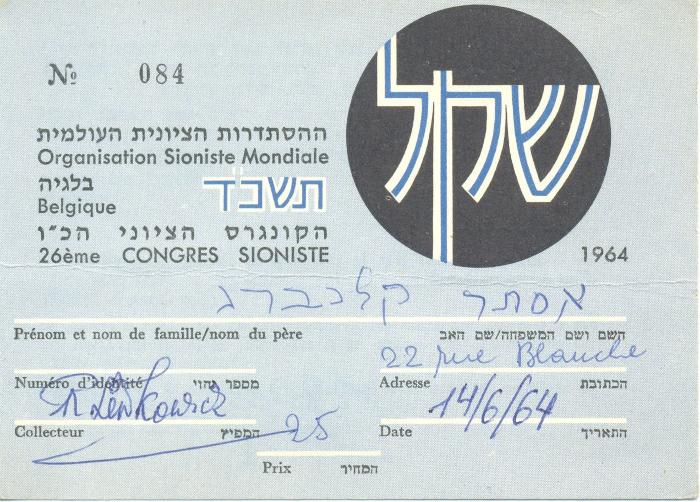 № 084
שקל
ההסתדרות הציונית העולמית
Organisation Sioniste Mondiale
בלגיה
Belgique
תשכ"ד
הקונגרס הציוני הכ"ו
26ème CONGRES SIONISTE
1964
אסתר קלכברג
Prénom et nom de famille/nom du père
השם ושם המשפחה/שם האב
22 rue Blanche
Numéro d'identité
מספר זהוי
Adresse
הכתובת
14/6/64
Collecteur
המפיץ
25
Date
התאריך
Prix
המחיר